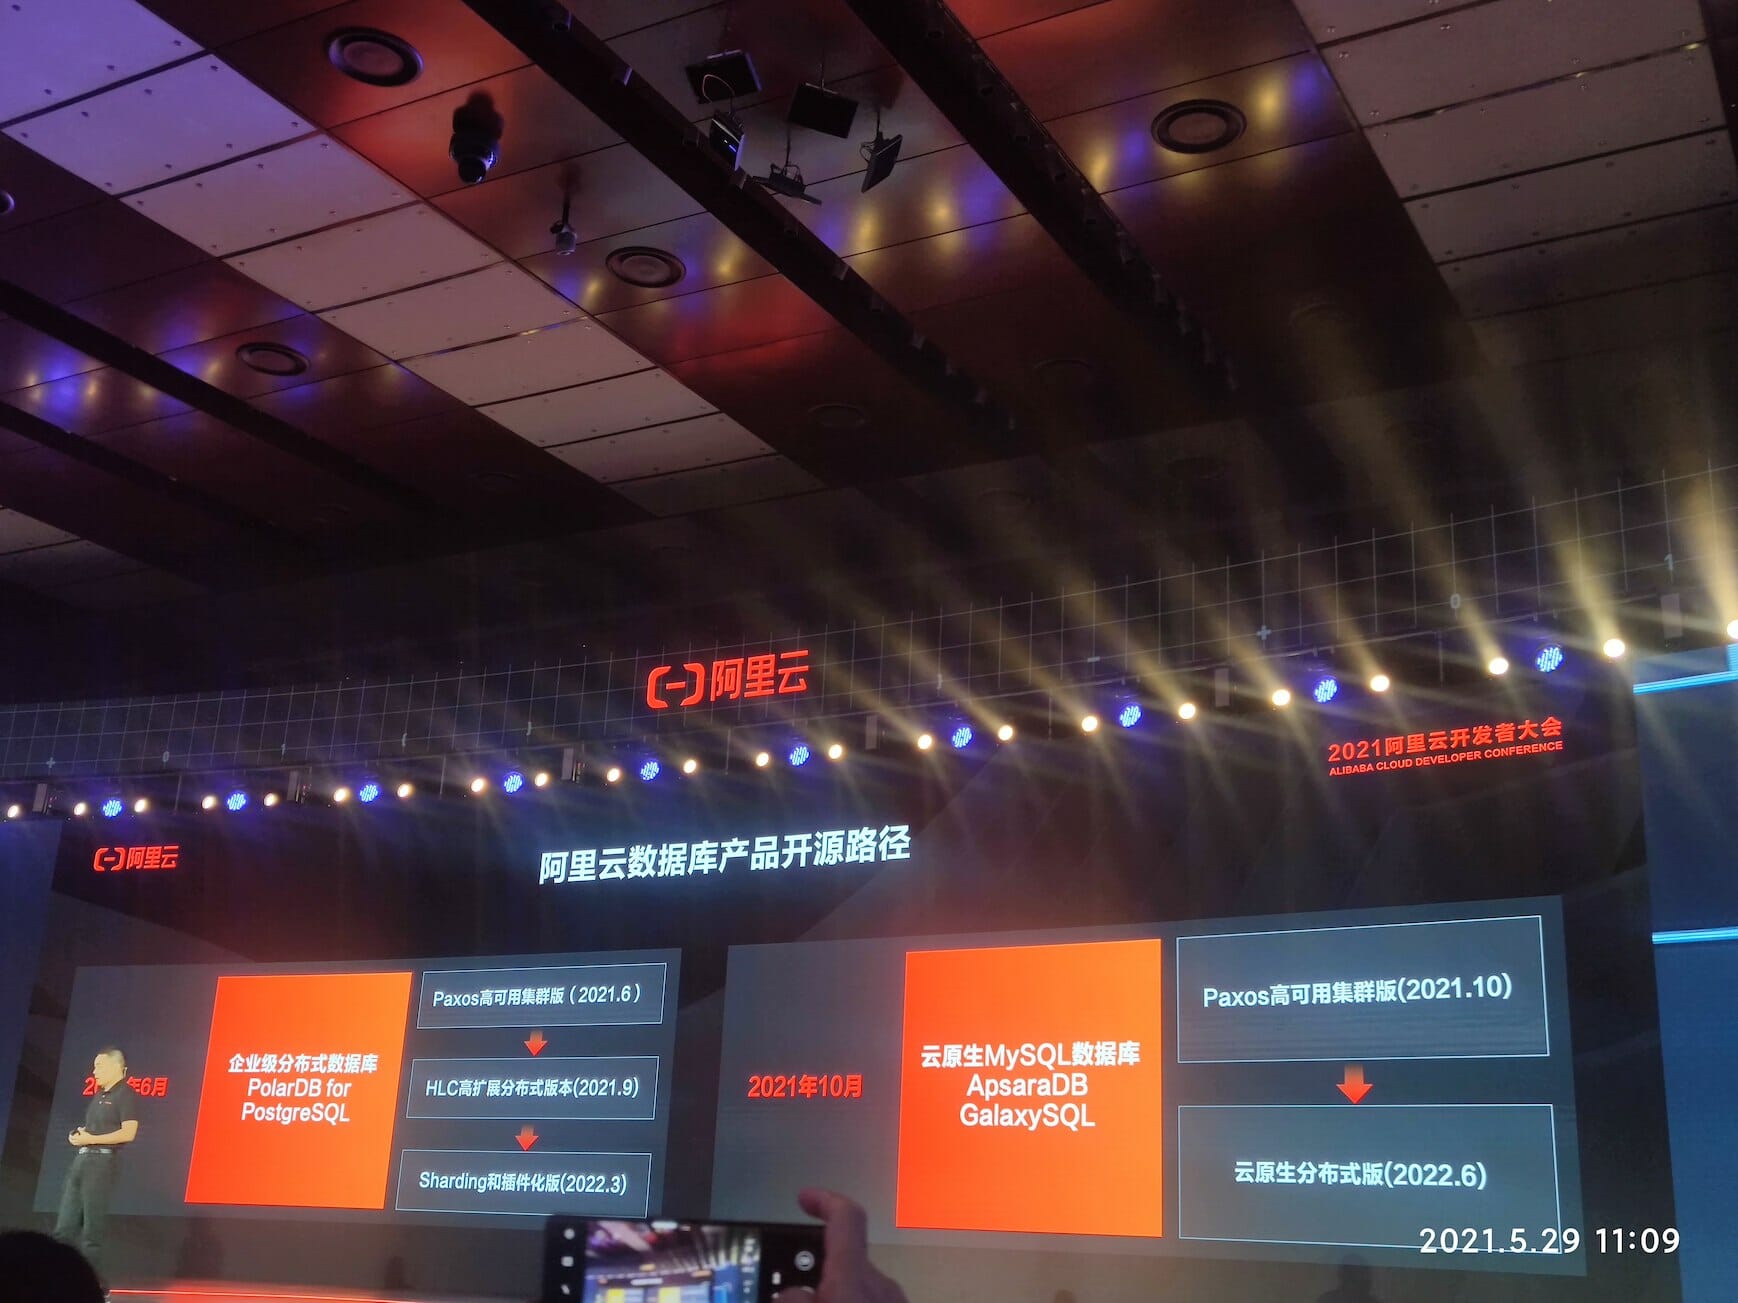 阿里云
2021阿里云开发者大会
ALIBABA CLOUD DEVELOPER CONFERENCE
阿里云
阿里云数据库产品开源路径
年6月
企业级分布式数据库
PolarDB for
PostgreSQL
Paxos高可用集群版（2021.6）
HLC高扩展分布式版本(2021.9)
Sharding和插件化版(2022.3)
2021年10月
云原生MySQL数据库
ApsaraDB
GalaxySQL
Paxos高可用集群版(2021.10)
云原生分布式版(2022.6)
2021.5.29 11:09